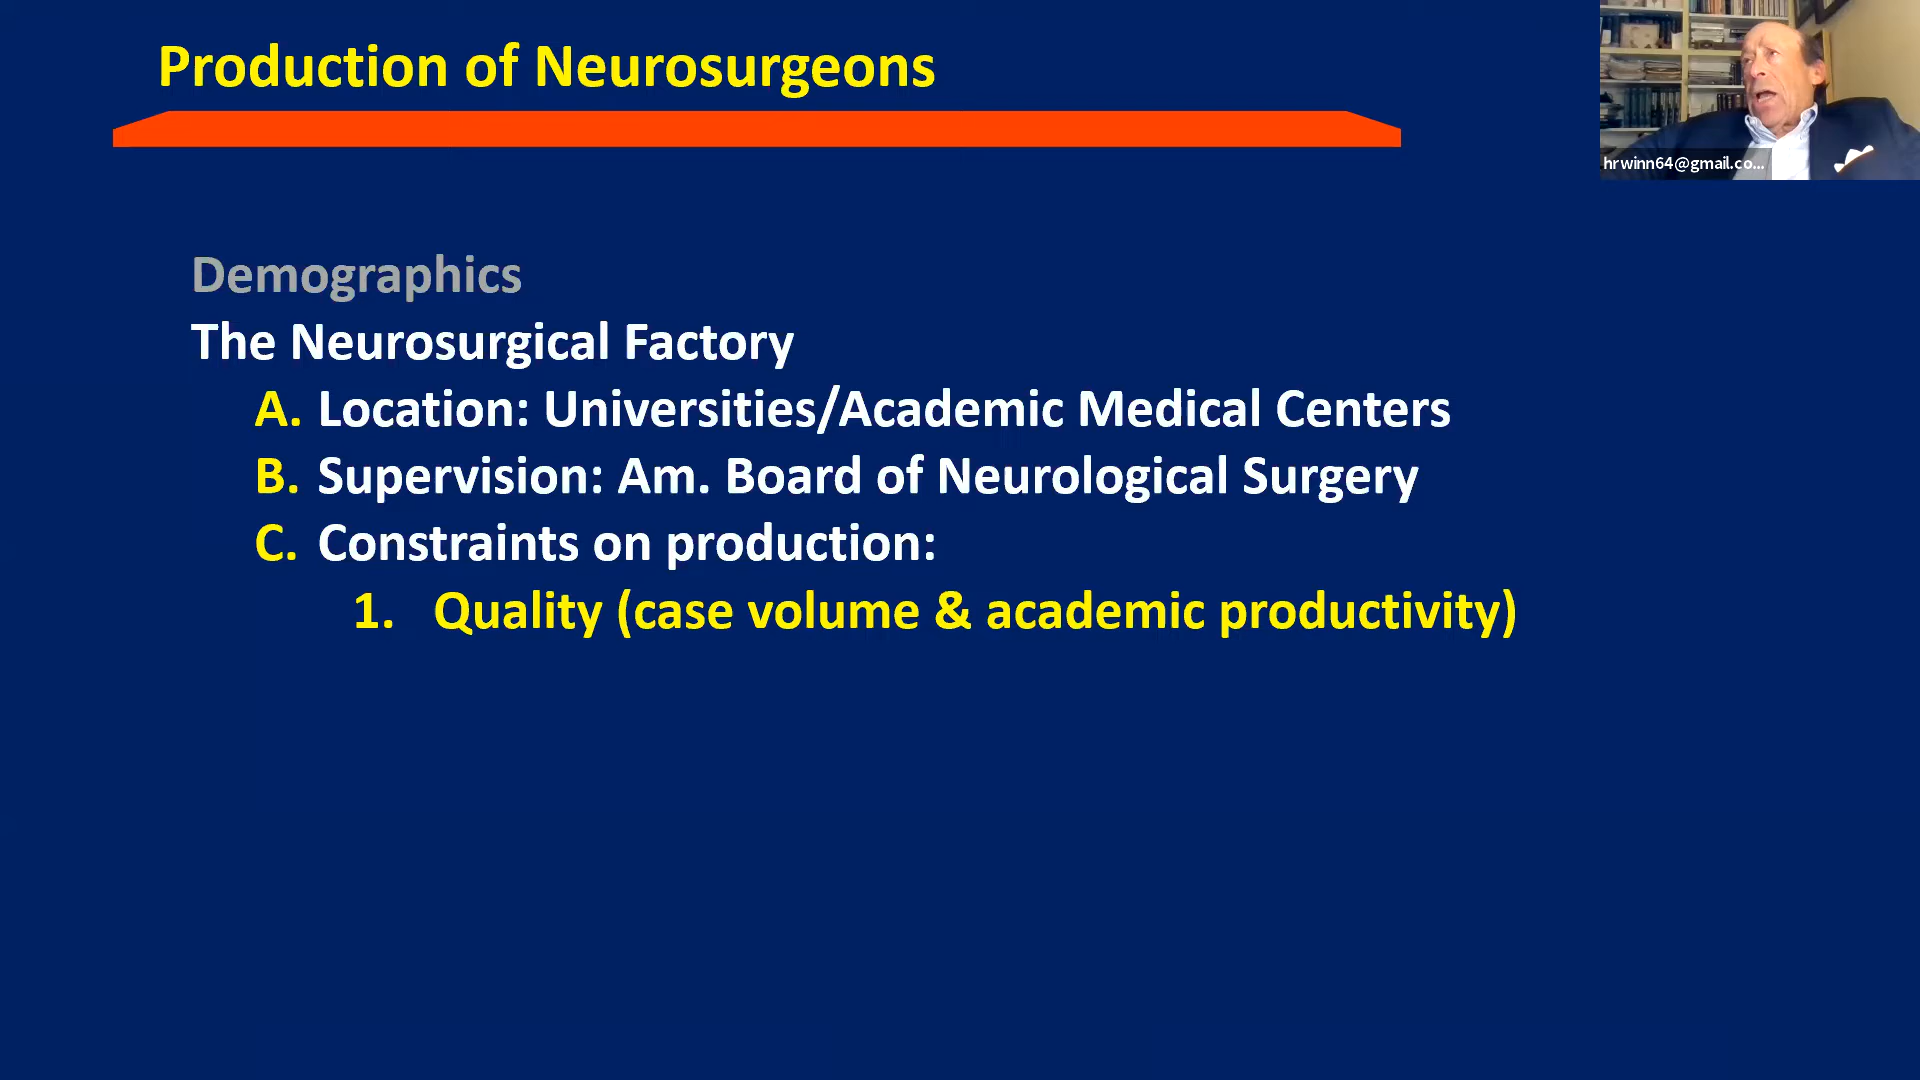 Production of Neurosurgeons
hrwinn64@gmail.co...
Demographics
The Neurosurgical Factory
A. Location: Universities/Academic Medical Centers
B. Supervision: Am. Board of Neurological Surgery
C. Constraints on production:
1. Quality (case volume & academic productivity)